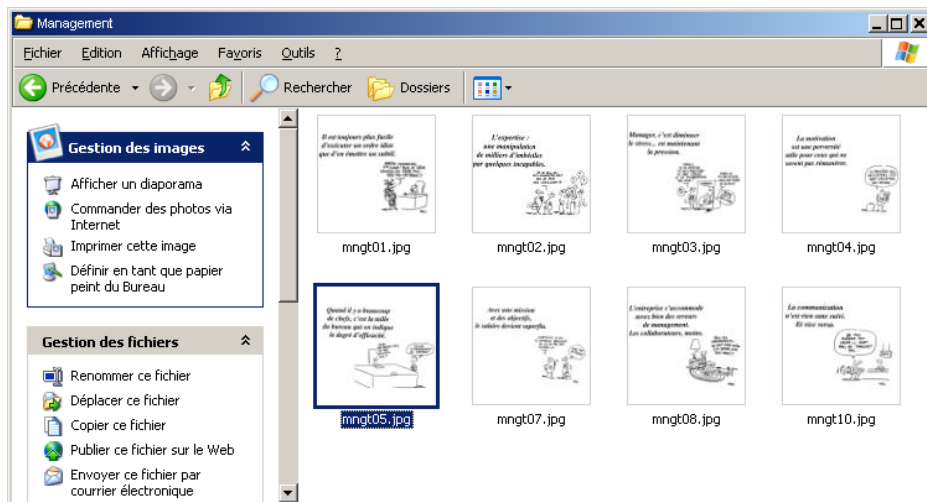 Management
Fichier Edition Affichage Favoris Outils ?
Précédente Rechercher Dossiers
Gestion des images
Afficher un diaporama
Commander des photos via
Internet
Imprimer cette image
Définir en tant que papier
peint du Bureau
Gestion des fichiers
Renommer ce fichier
Déplacer ce fichier
Copier ce fichier
Publier ce fichier sur le Web
Envoyer ce fichier par
courrier électronique
Il est toujours plus facile
d'exécuter un ordre idiot
que d'en émettre un subtil.
mngt01.jpg
L'expertise :
une manipulation
de milliers d'imbéciles
par quelques incapables.
mngt02.jpg
Manager, c'est diminuer
le stress... en maintenant
la pression.
mngt03.jpg
La motivation
est une perversité
utile pour ceux qui ne
savent pas rémunérer.
mngt04.jpg
Quand il y a beaucoup
de chefs, c'est la taille
du bureau qui en indique
le degré d'efficacité.
mngt05.jpg
Avec une mission
et des objectifs,
le salaire devient superflu.
mngt07.jpg
L'entreprise s'accommode
assez bien des erreurs
de management.
Les collaborateurs, moins.
mngt08.jpg
La communication
n'est rien sans suivi.
Et vice versa.
mngt10.jpg